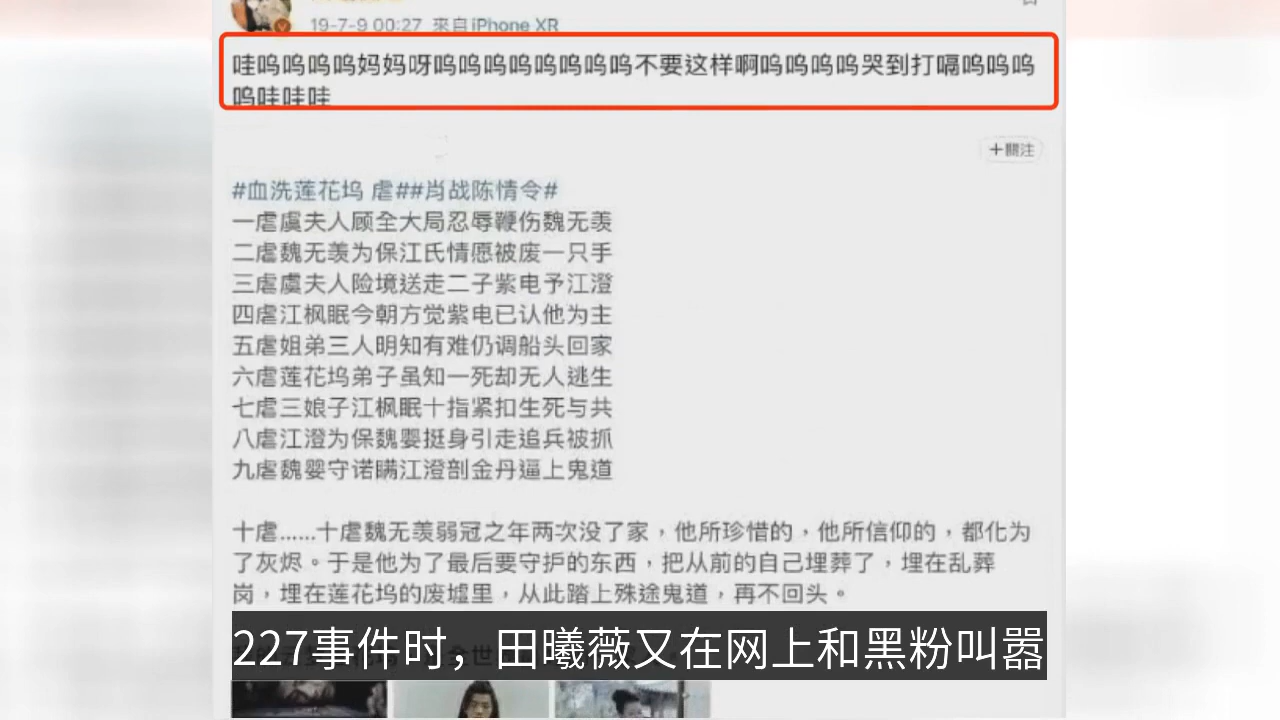 19-7-9 00:27 來自iPhone XR
哇呜呜呜呜妈妈呀呜呜呜呜呜呜呜呜不要这样啊呜呜呜呜哭到打嗝呜呜呜
呜哇哇哇
+關注
#血洗莲花坞 虐##肖战陈情令#
一虐虞夫人顾全大局忍辱鞭伤魏无羡
二虐魏无羡为保江氏情愿被废一只手
三虐虞夫人险境送走二子紫电予江澄
四虐江枫眠今朝方觉紫电已认他为主
五虐姐弟三人明知有难仍调船头回家
六虐莲花坞弟子虽知一死却无人逃生
七虐三娘子江枫眠十指紧扣生死与共
八虐江澄为保魏婴挺身引走追兵被抓
九虐魏婴守诺瞒江澄剖金丹逼上鬼道
十虐......十虐魏无羡弱冠之年两次没了家，他所珍惜的，他所信仰的，都化为
了灰烬。于是他为了最后要守护的东西，把从前的自己埋葬了，埋在乱葬
岗，埋在莲花坞的废墟里，从此踏上殊途鬼道，再不回头。
227事件时，田曦薇又在网上和黑粉叫嚣